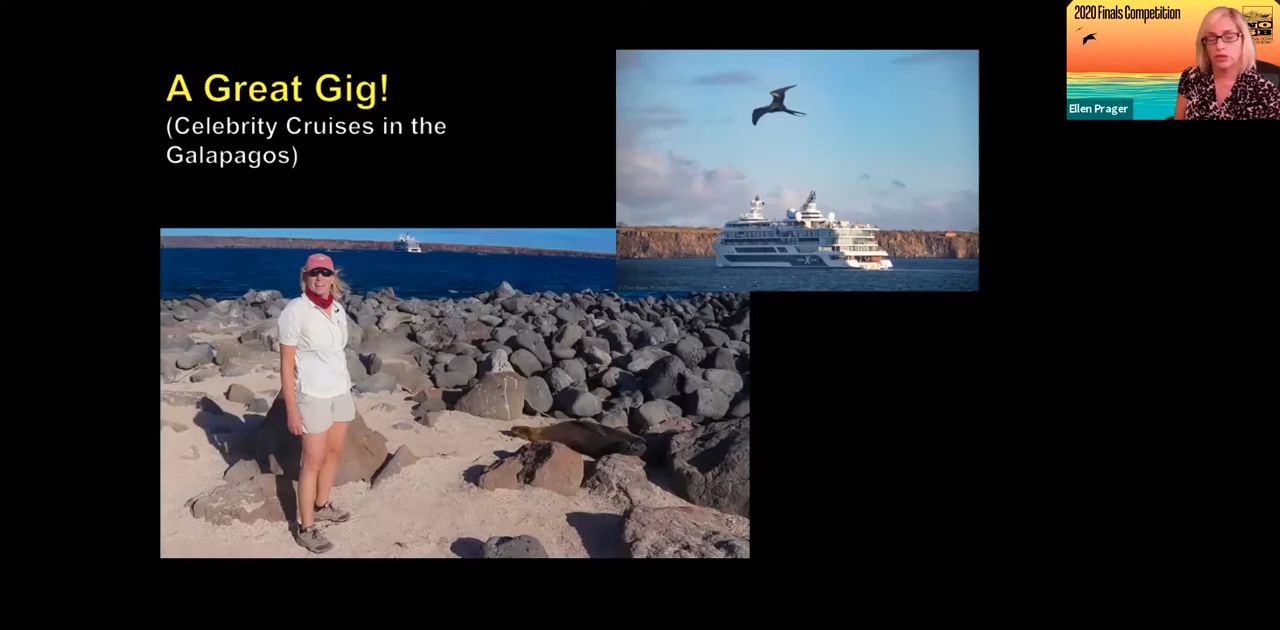 A Great Gig!
(Celebrity Cruises in the
Galapagos)
2020 Finals Competition
Ellen Prager